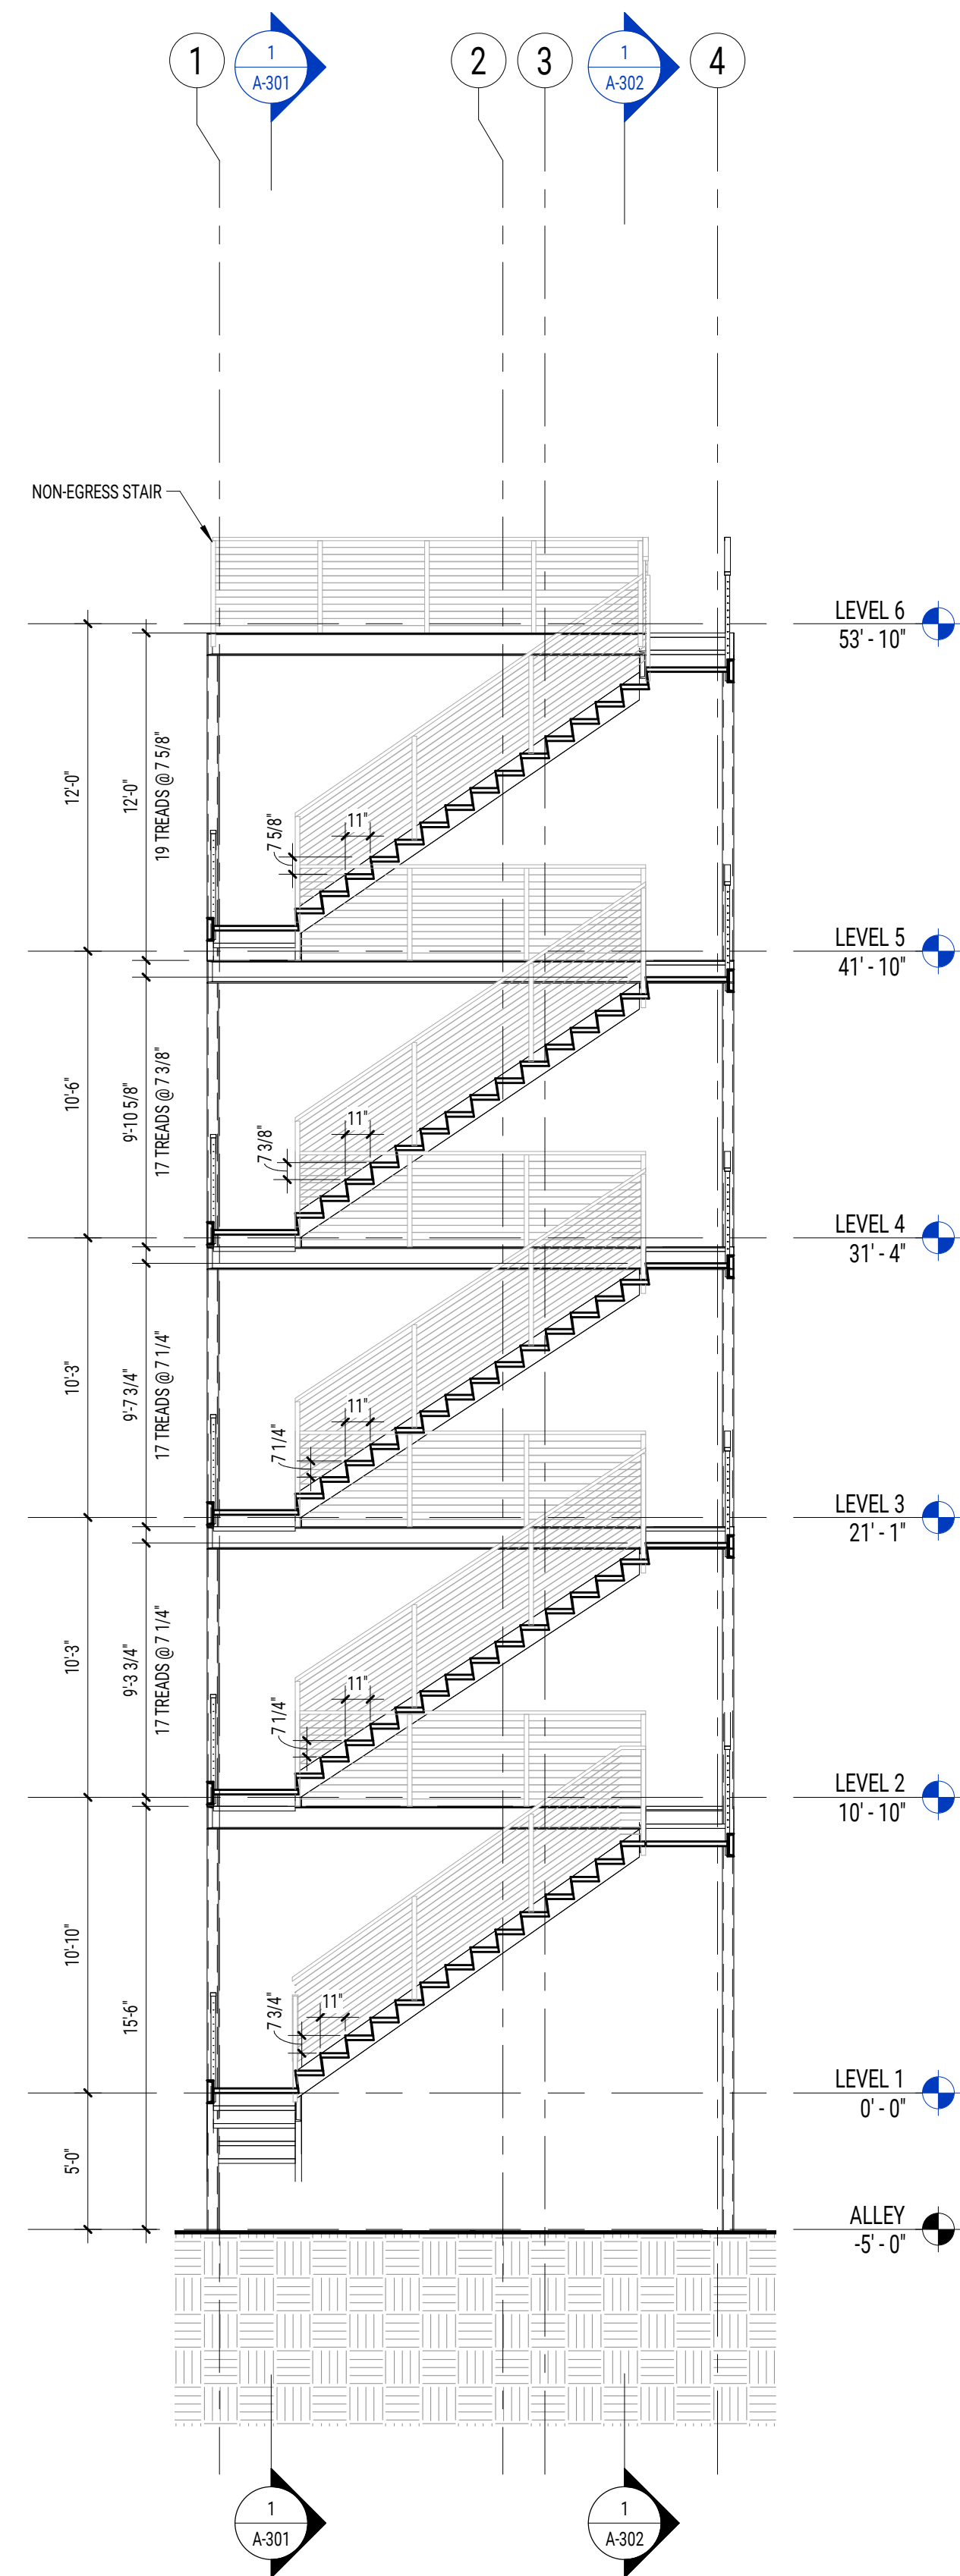 1
1
A-301
2
3
1
A-302
4
NON-EGRESS STAIR
LEVEL 6
53' - 10"
12'-0"
12'-0"
19 TREADS @ 7 5/8"
7 5/8"
11"
LEVEL 5
41' - 10"
10'-6"
9'-10 5/8"
17 TREADS @ 7 3/8"
7 3/8"
11"
LEVEL 4
31' - 4"
10'-3"
9'-7 3/4"
17 TREADS @ 7 1/4"
7 1/4"
11"
LEVEL 3
21' - 1"
10'-3"
9'-3 3/4"
17 TREADS @ 7 1/4"
7 1/4"
11"
LEVEL 2
10' - 10"
10'-10"
15'-6"
7 3/4"
11"
LEVEL 1
0' - 0"
5'-0"
ALLEY
-5' - 0"
1
A-301
1
A-302